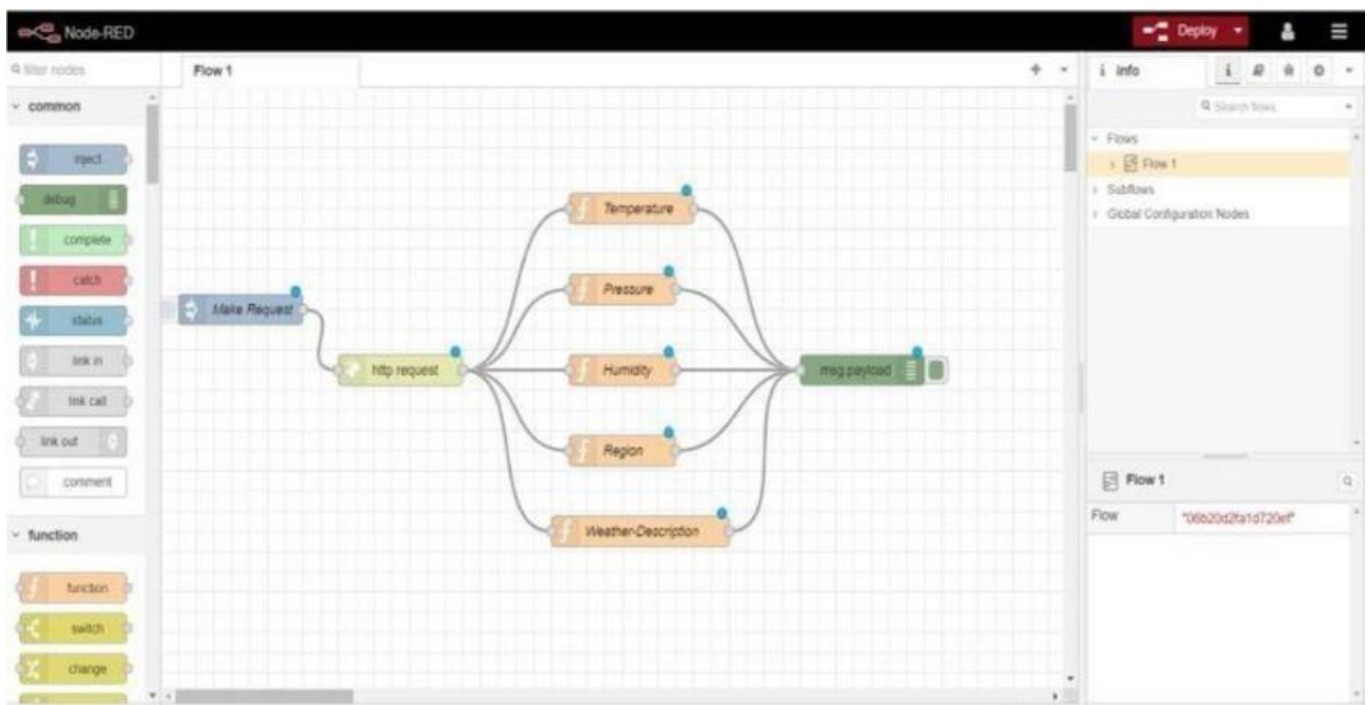 Node-RED
Deploy
filter nodes
Flow 1
info
i
common
Search flows
inject
debug
complete
catch
status
link in
link call
link out
comment
function
function
switch
change
Make Request
http request
Temperature
Pressure
Humidity
Region
Weather-Description
msg.payload
Flows
Flow 1
Subflows
Global Configuration Nodes
Flow 1
Flow
"06b20d2fa1d720ef"